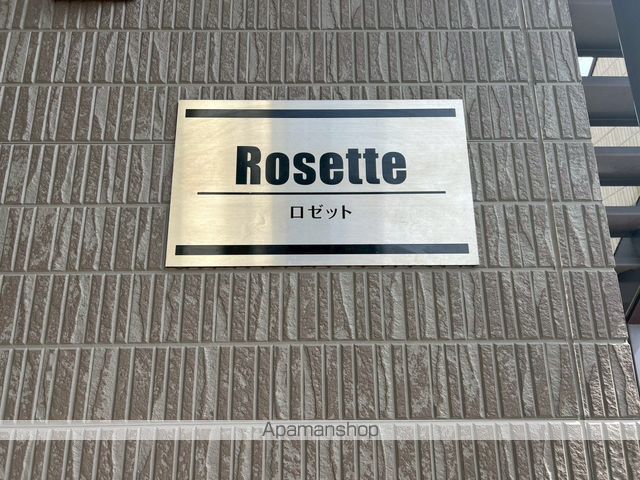 Rosette
ロゼット
Apamanshop